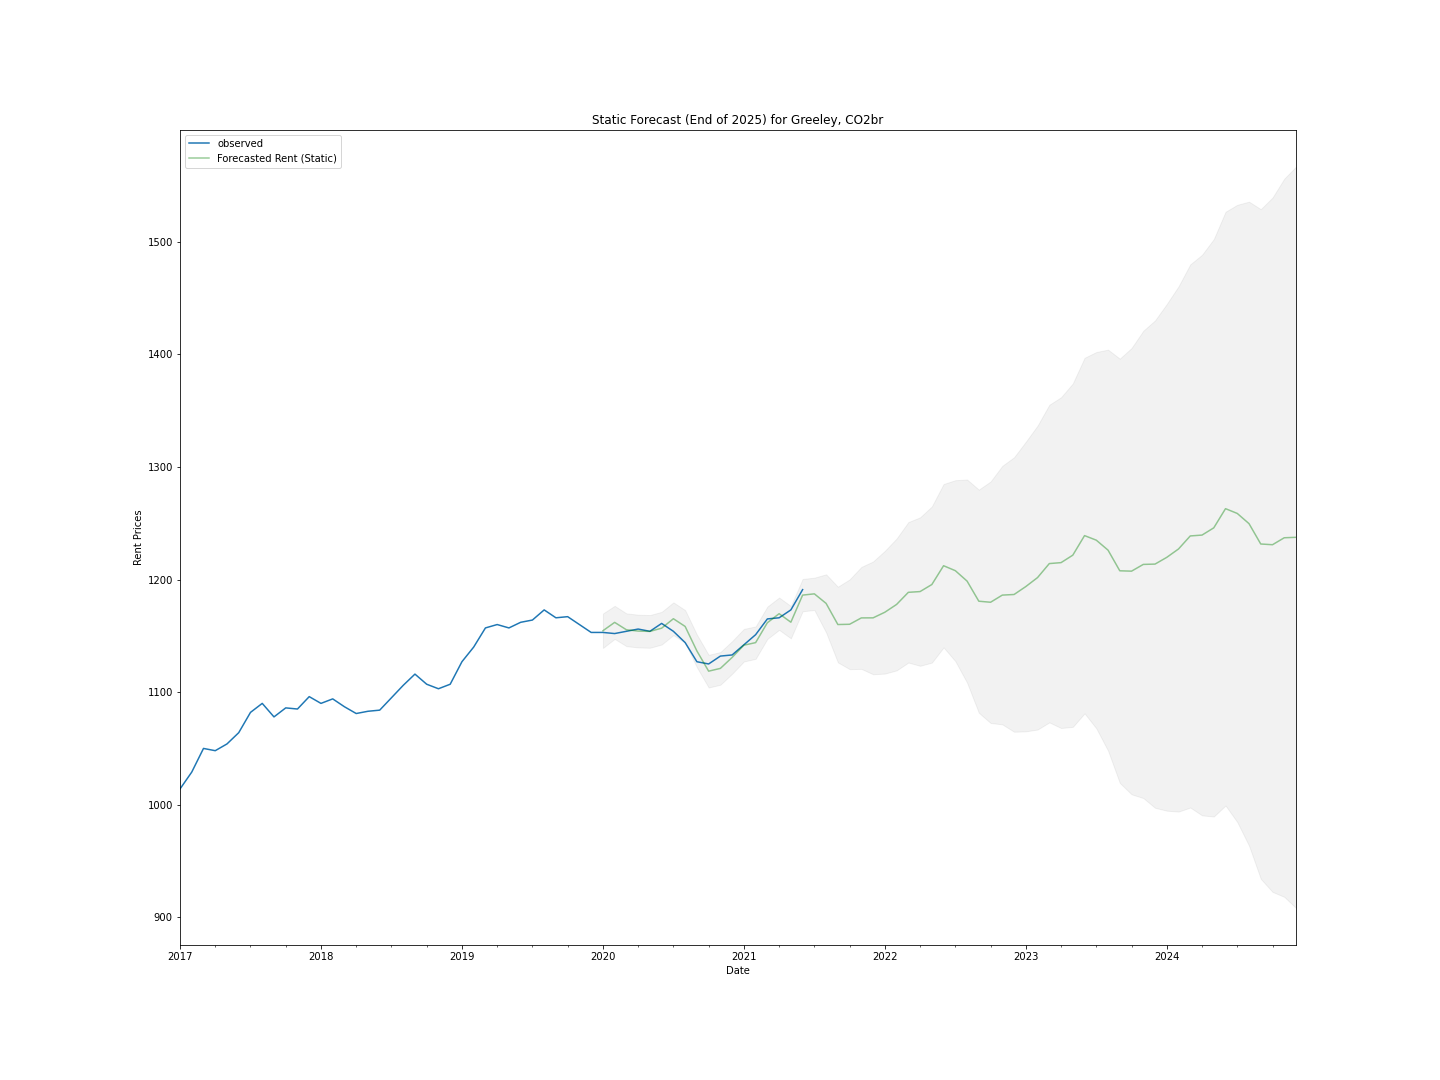 Static Forecast (End of 2025) for Greeley, CO2br
observed
Forecasted Rent (Static)
1500
1400
1300
1200
1100
1000
900
Rent Prices
2017 2018 2019 2020 2021 2022 2023 2024
Date